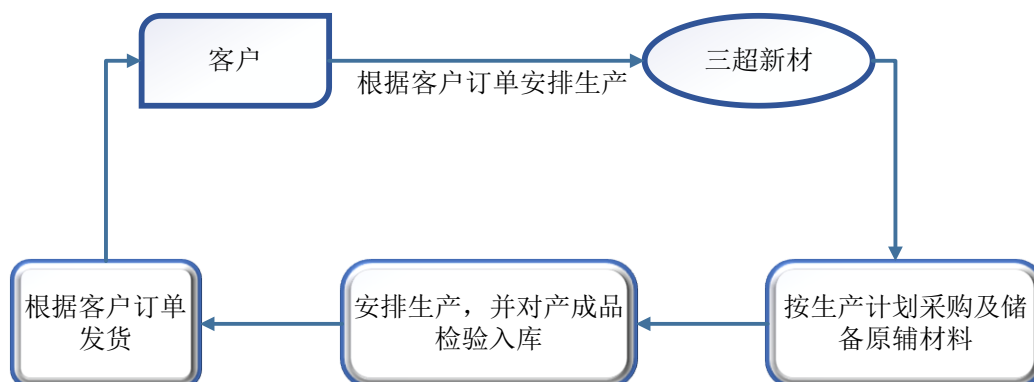 客户
根据客户订单安排生产
三超新材
根据客户订单
发货
安排生产，并对产成品
检验入库
按生产计划采购及储
备原辅材料